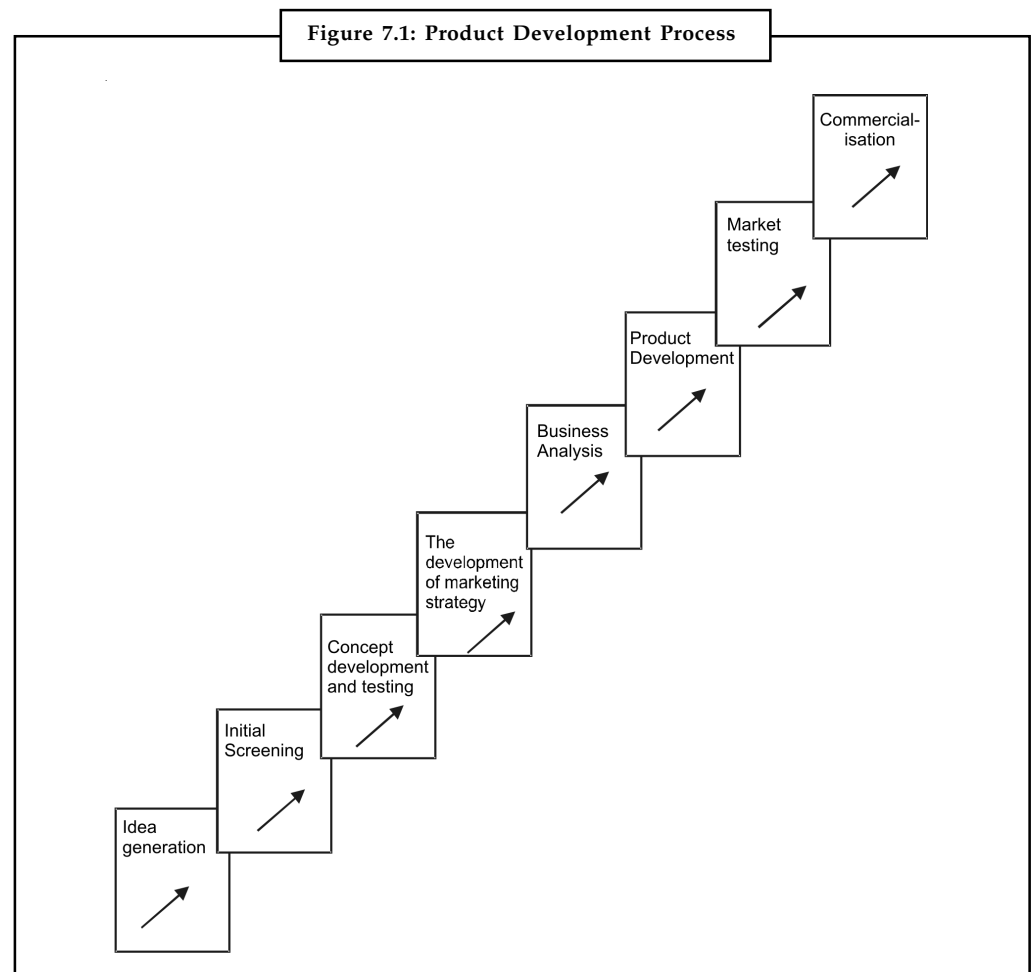 Figure 7.1: Product Development Process
Commercial-
isation
Market
testing
Product
Development
Business
Analysis
The
development
of marketing
strategy
Concept
development
and testing
Initial
Screening
Idea
generation